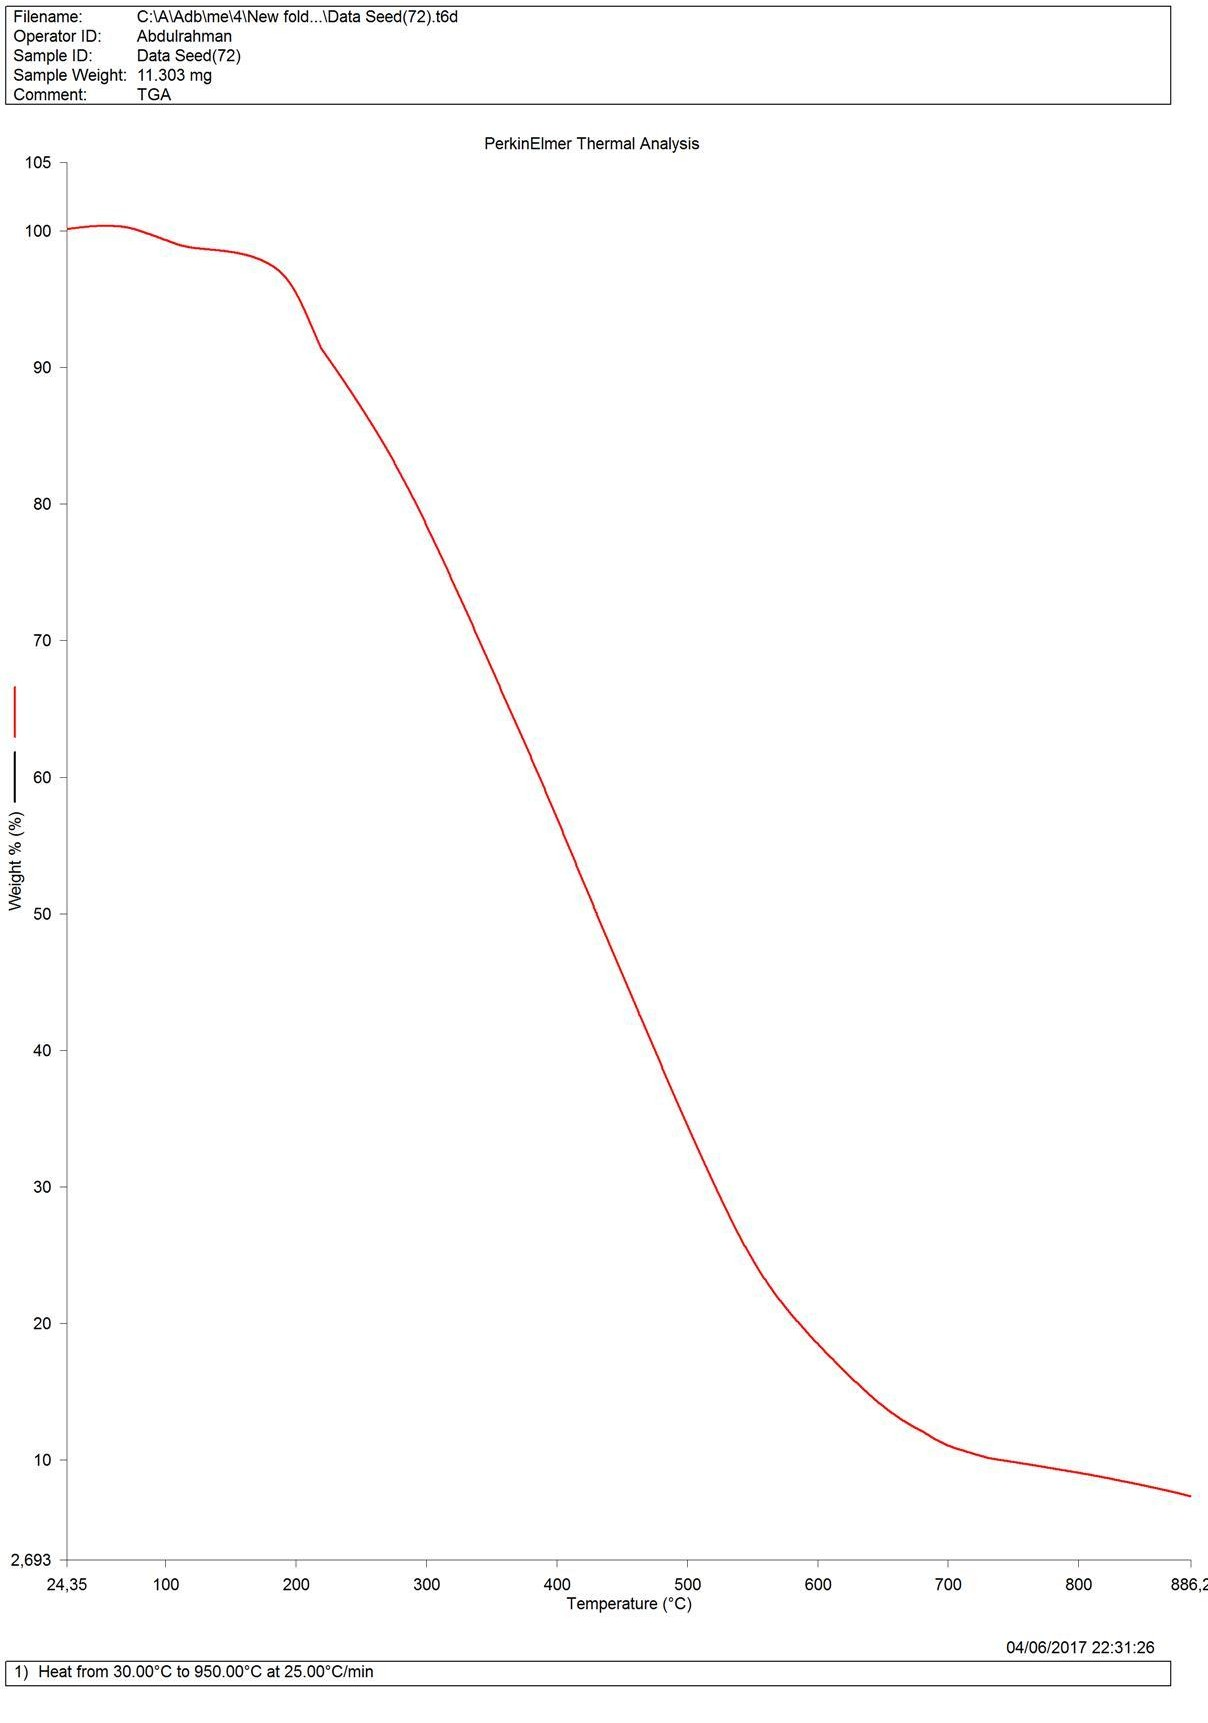 Filename: C:\A\Adb\me\4\New fold...\Data Seed(72).t6d
Operator ID: Abdulrahman
Sample ID: Data Seed(72)
Sample Weight: 11.303 mg
Comment: TGA
PerkinElmer Thermal Analysis
105
100
90
80
70
60
50
40
30
20
10
2,693
Weight % (%)
24,35 100 200 300 400 500 600 700 800 886,2
Temperature (°C)
04/06/2017 22:31:26
1) Heat from 30.00°C to 950.00°C at 25.00°C/min